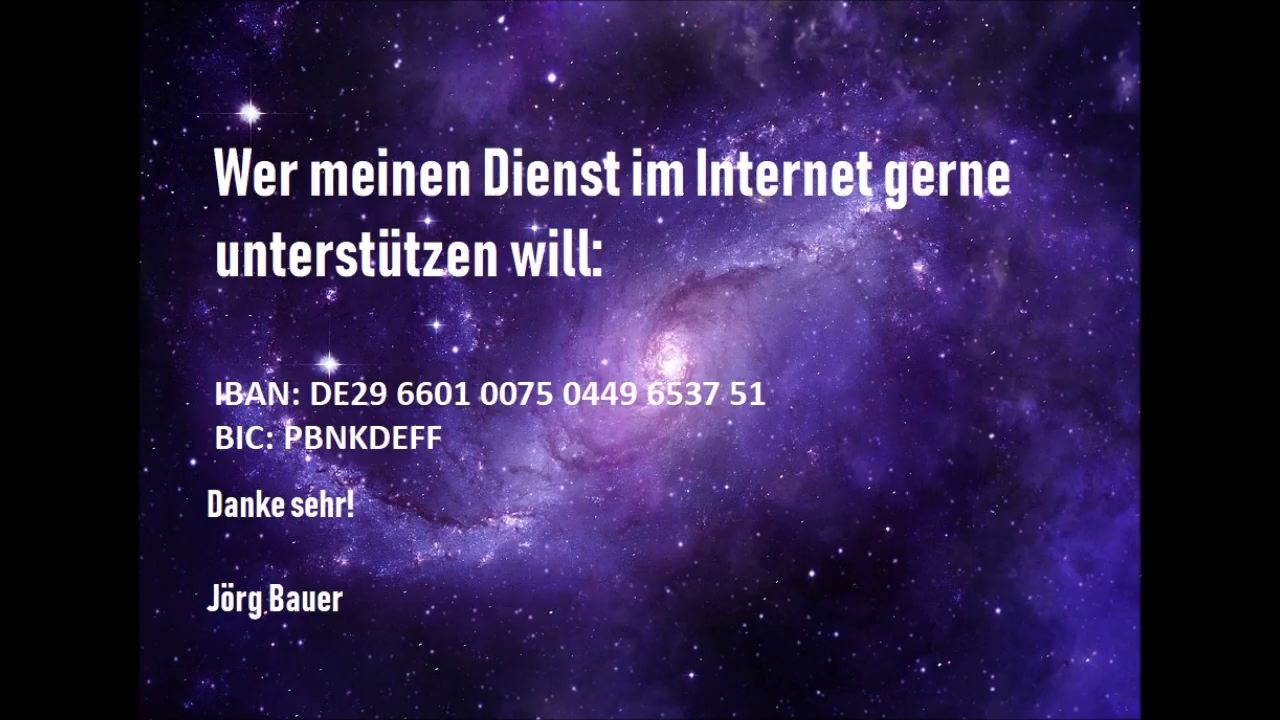 Wer meinen Dienst im Internet gerne
unterstützen will:
IBAN: DE29 6601 0075 0449 6537 51
BIC: PBNKDEFF
Danke sehr!
Jörg Bauer